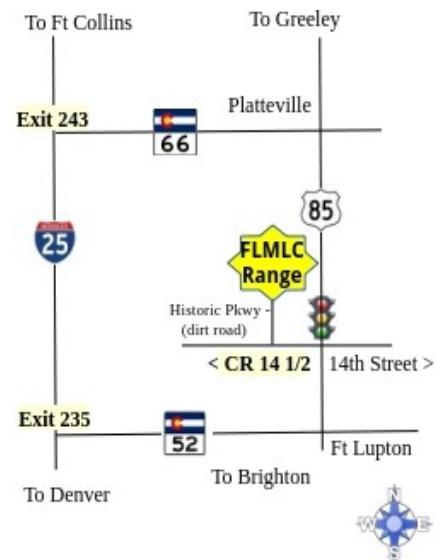 To Ft Collins
To Greeley
Platteville
Exit 243
66
85
INTERSTATE
25
FLMLC
Range
Historic Pkwy -
(dirt road)
< CR 14 1/2
14th Street >
Exit 235
52
Ft Lupton
To Brighton
To Denver
N
W E
S